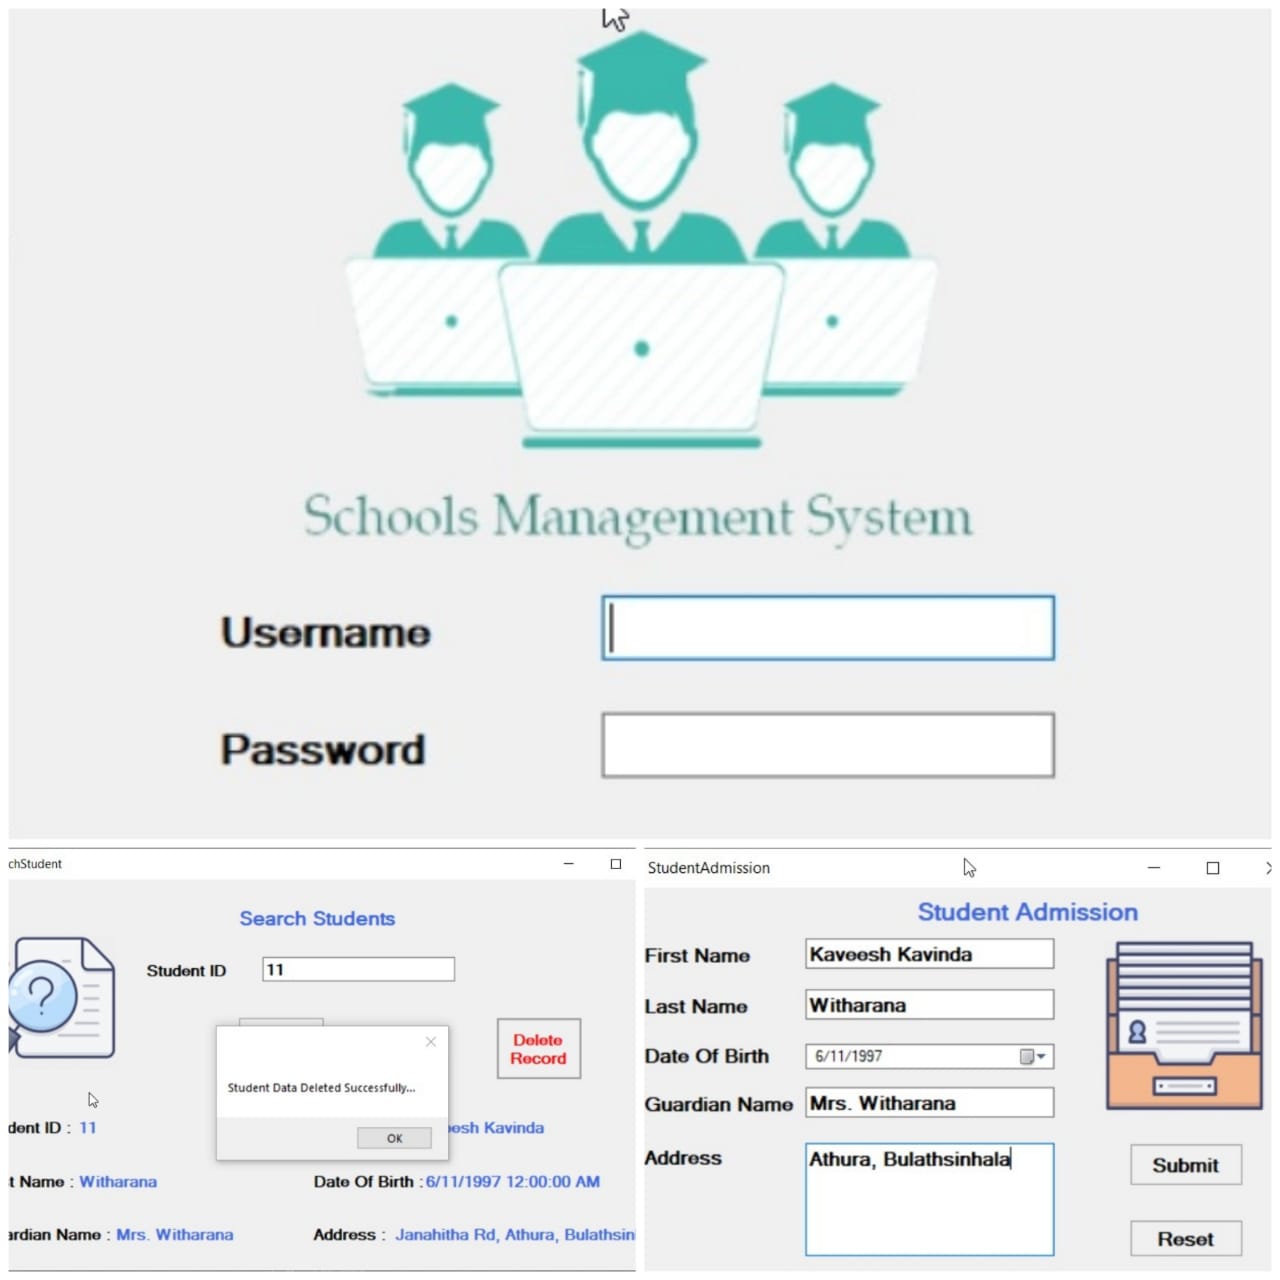 Schools Management System
Username
Password
chStudent
Search Students
Student ID 11
Delete
Record
Student Data Deleted Successfully...
OK
dent ID : 11
esh Kavinda
t Name : Witharana
Date Of Birth : 6/11/1997 12:00:00 AM
ardian Name : Mrs. Witharana
Address : Janahitha Rd, Athura, Bulathsin
StudentAdmission
Student Admission
First Name Kaveesh Kavinda
Last Name Witharana
Date Of Birth 6/11/1997
Guardian Name Mrs. Witharana
Address Athura, Bulathsinhala
Submit
Reset